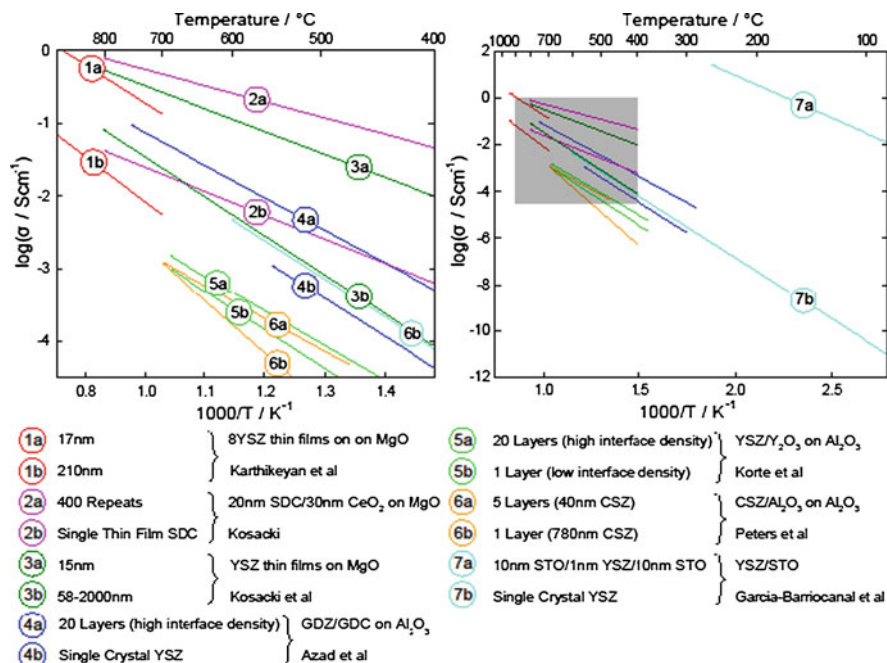 Temperature / °C
800 700 600 500 400
0
-1
-2
-3
-4
log(σ / Scm⁻¹)
1a
1b
2a
3a
2b
4a
4b
3b
5a
5b
6a
6b
6b
0.8 0.9 1.0 1.1 1.2 1.3 1.4
1000/T / K⁻¹
Temperature / °C
1000 700 500 400 300 200 100
2
0
-2
-4
-6
-8
-10
-12
log(σ / Scm⁻¹)
7a
7b
1.0 1.5 2.0 2.5
1000/T / K⁻¹
1a 17nm 8YSZ thin films on on MgO
1b 210nm Karthikeyan et al
2a 400 Repeats 20nm SDC/30nm CeO₂ on MgO
2b Single Thin Film SDC Kosacki
3a 15nm YSZ thin films on MgO
3b 58-2000nm Kosacki et al
4a 20 Layers (high interface density) GDZ/GDC on Al₂O₃
4b Single Crystal YSZ Azad et al
5a 20 Layers (high interface density) YSZ/Y₂O₃ on Al₂O₃
5b 1 Layer (low interface density) Korte et al
6a 5 Layers (40nm CSZ) CSZ/Al₂O₃ on Al₂O₃
6b 1 Layer (780nm CSZ) Peters et al
7a 10nm STO/1nm YSZ/10nm STO YSZ/STO
7b Single Crystal YSZ Garcia-Barriocanal et al